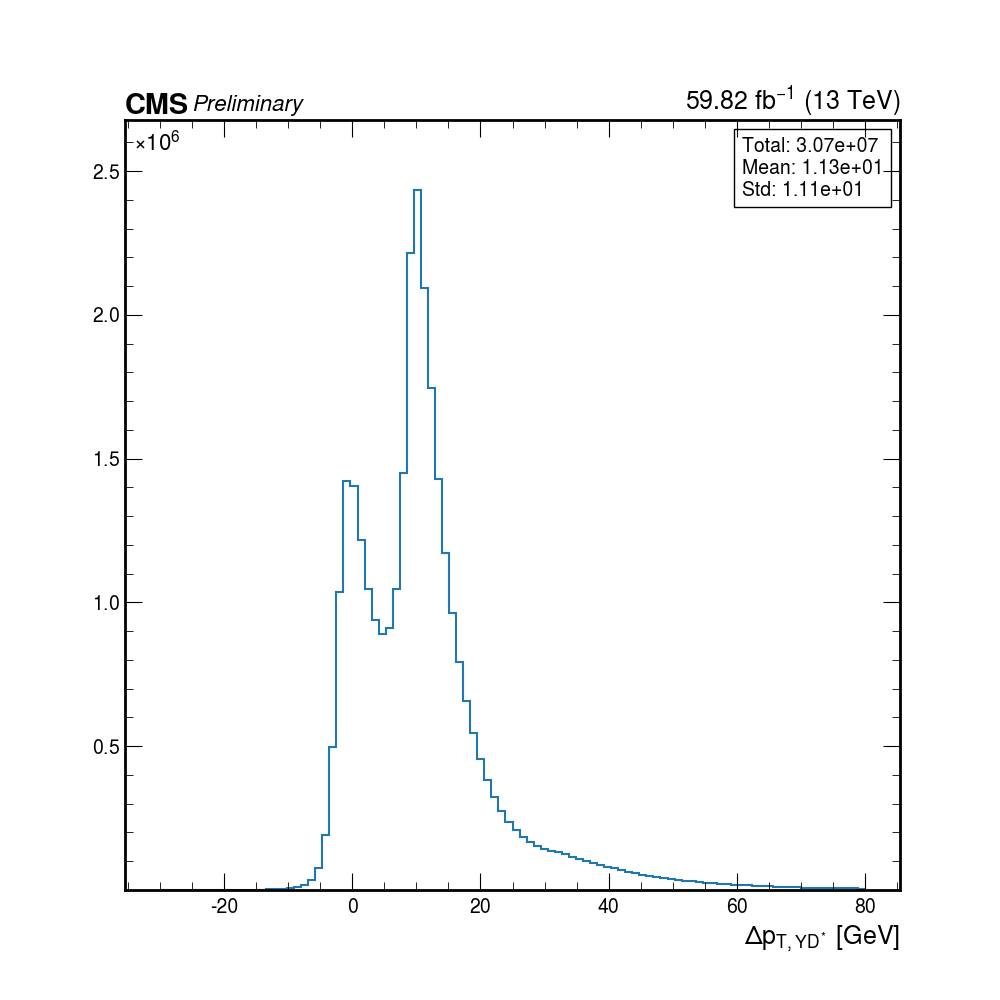 CMS Preliminary 59.82 fb⁻¹ (13 TeV)
×10⁶
Total: 3.07e+07
Mean: 1.13e+01
Std: 1.11e+01
2.5
2.0
1.5
1.0
0.5
-20 0 20 40 60 80
Δp_{T, YD*} [GeV]